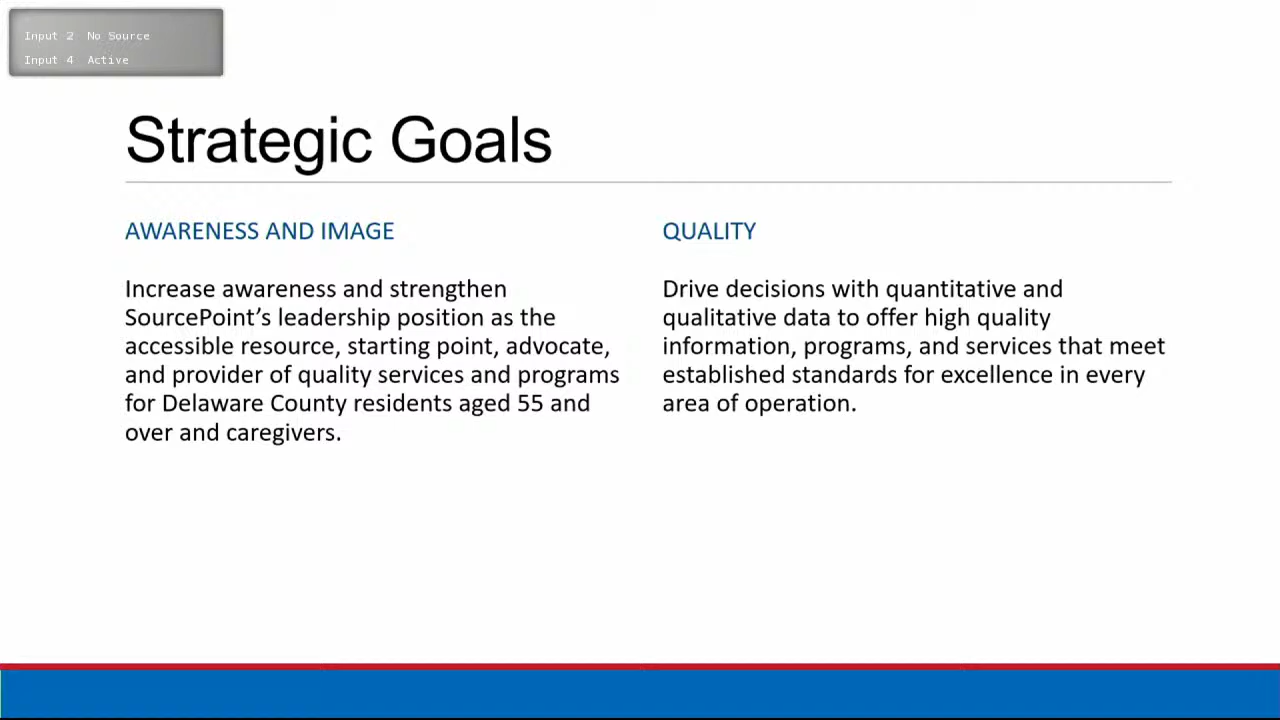 Input 2 No Source
Input 4 Active
Strategic Goals
AWARENESS AND IMAGE
Increase awareness and strengthen
SourcePoint’s leadership position as the
accessible resource, starting point, advocate,
and provider of quality services and programs
for Delaware County residents aged 55 and
over and caregivers.
QUALITY
Drive decisions with quantitative and
qualitative data to offer high quality
information, programs, and services that meet
established standards for excellence in every
area of operation.